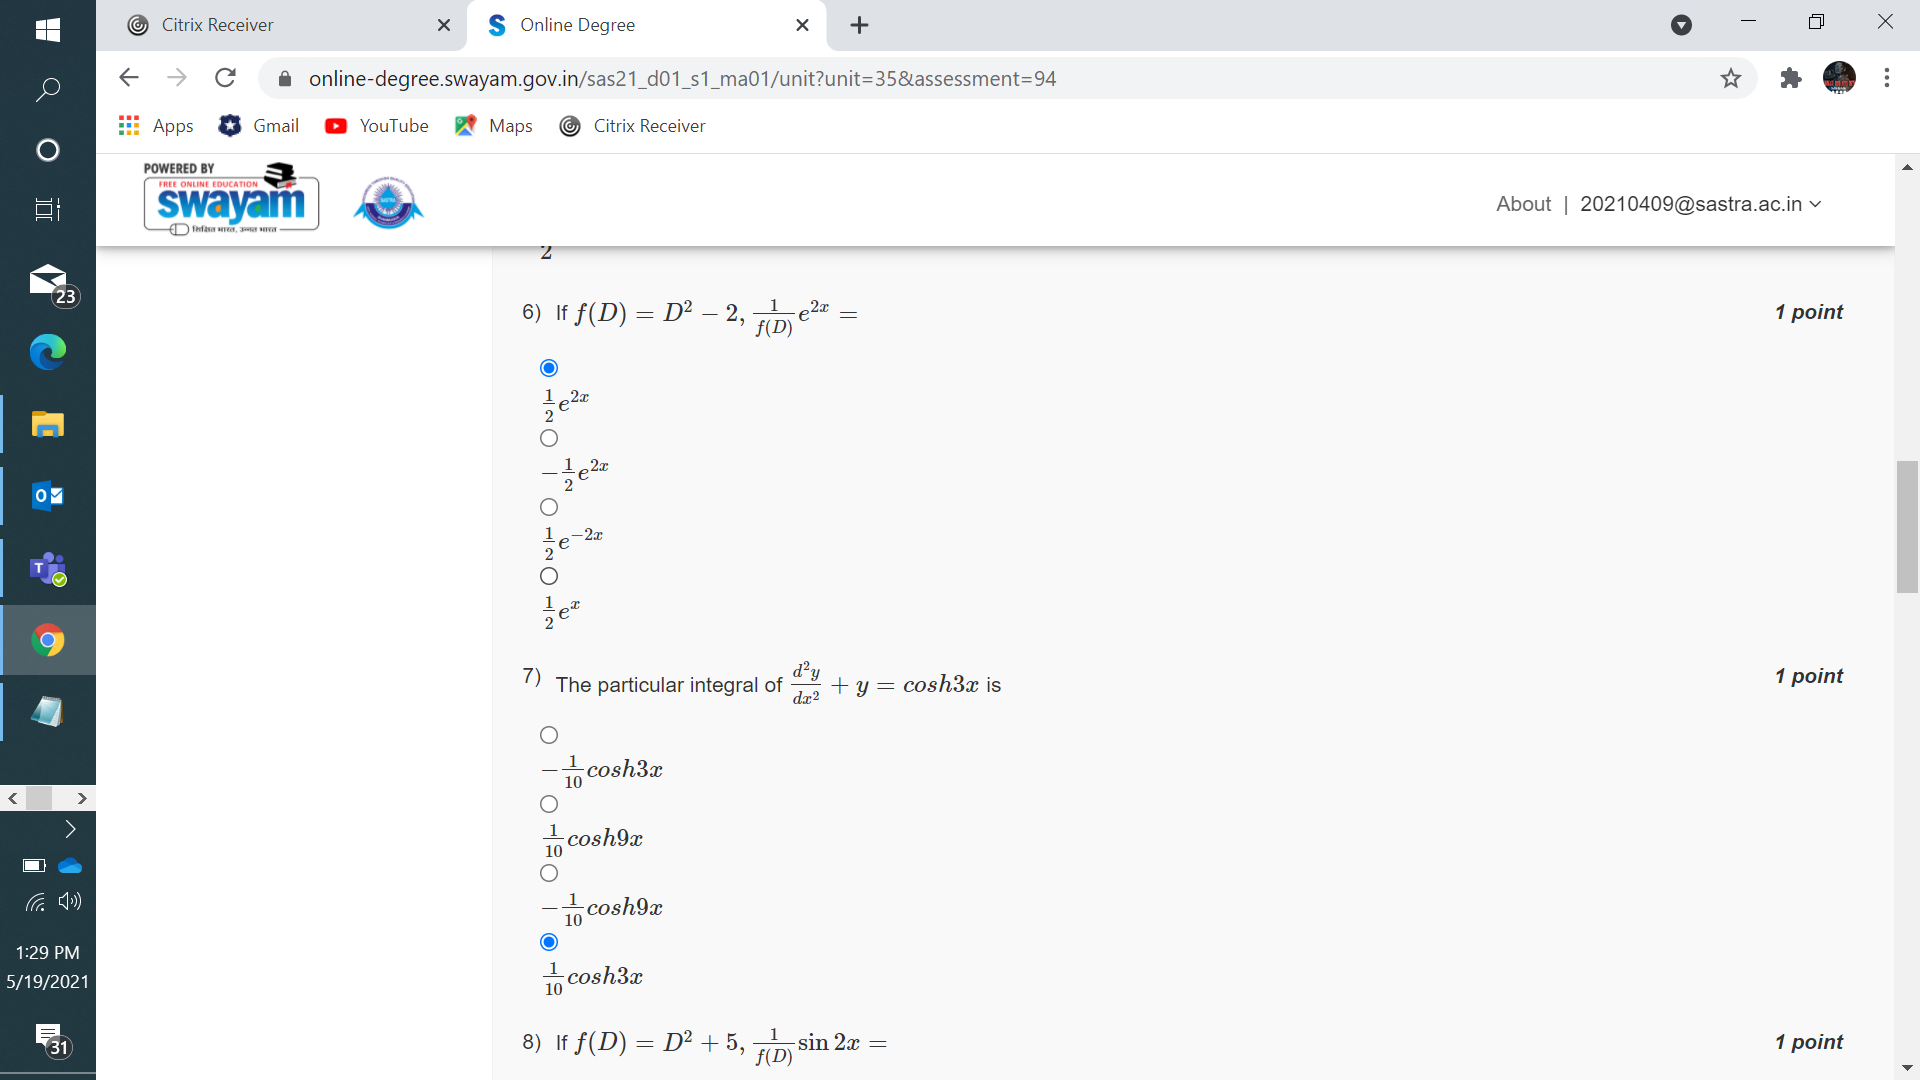 Citrix Receiver
Online Degree
online-degree.swayam.gov.in/sas21_d01_s1_ma01/unit?unit=35&assessment=94
Apps Gmail YouTube Maps Citrix Receiver
POWERED BY
FREE ONLINE EDUCATION
swayam
शिक्षित भारत, उन्नत भारत
About | 20210409@sastra.ac.in
2
6) If f(D) = D² − 2, 1/f(D) e^{2x} = 1 point
1/2 e^{2x}
−1/2 e^{2x}
1/2 e^{−2x}
1/2 e^x
7) The particular integral of d²y/dx² + y = cosh3x is 1 point
−1/10 cosh3x
1/10 cosh9x
−1/10 cosh9x
1/10 cosh3x
8) If f(D) = D² + 5, 1/f(D) sin 2x = 1 point
23
1:29 PM
5/19/2021
31